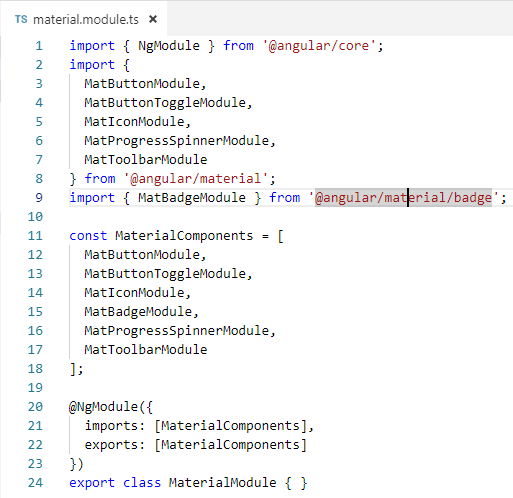 TS material.module.ts ×
1 import { NgModule } from '@angular/core';
2 import {
3   MatButtonModule,
4   MatButtonToggleModule,
5   MatIconModule,
6   MatProgressSpinnerModule,
7   MatToolbarModule
8 } from '@angular/material';
9 import { MatBadgeModule } from '@angular/material/badge';
10
11 const MaterialComponents = [
12   MatButtonModule,
13   MatButtonToggleModule,
14   MatIconModule,
15   MatBadgeModule,
16   MatProgressSpinnerModule,
17   MatToolbarModule
18 ];
19
20 @NgModule({
21   imports: [MaterialComponents],
22   exports: [MaterialComponents]
23 })
24 export class MaterialModule { }